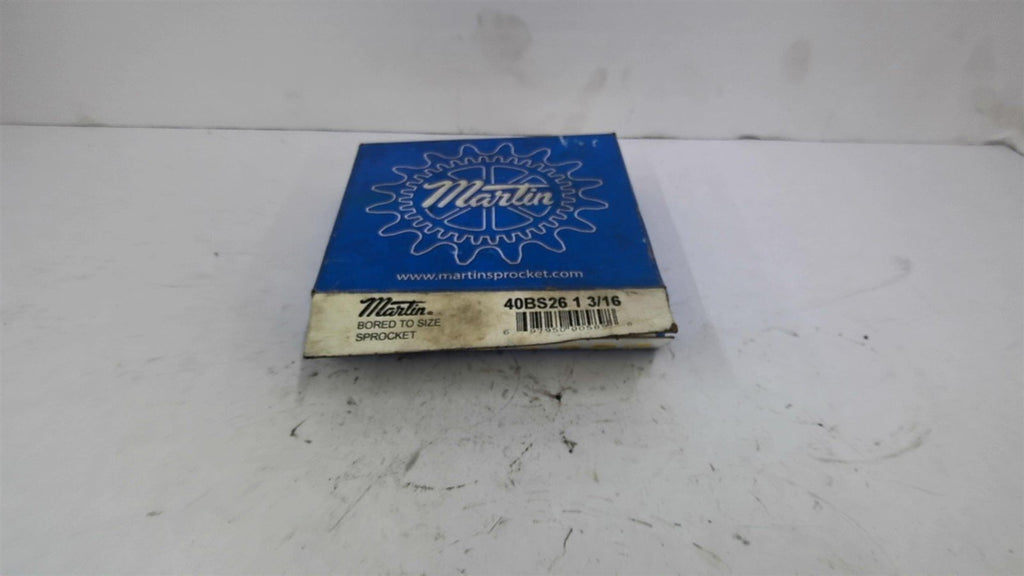 Martin
www.martinsprocket.com
Martin
BORED TO SIZE
SPROCKET
40BS26 1 3/16